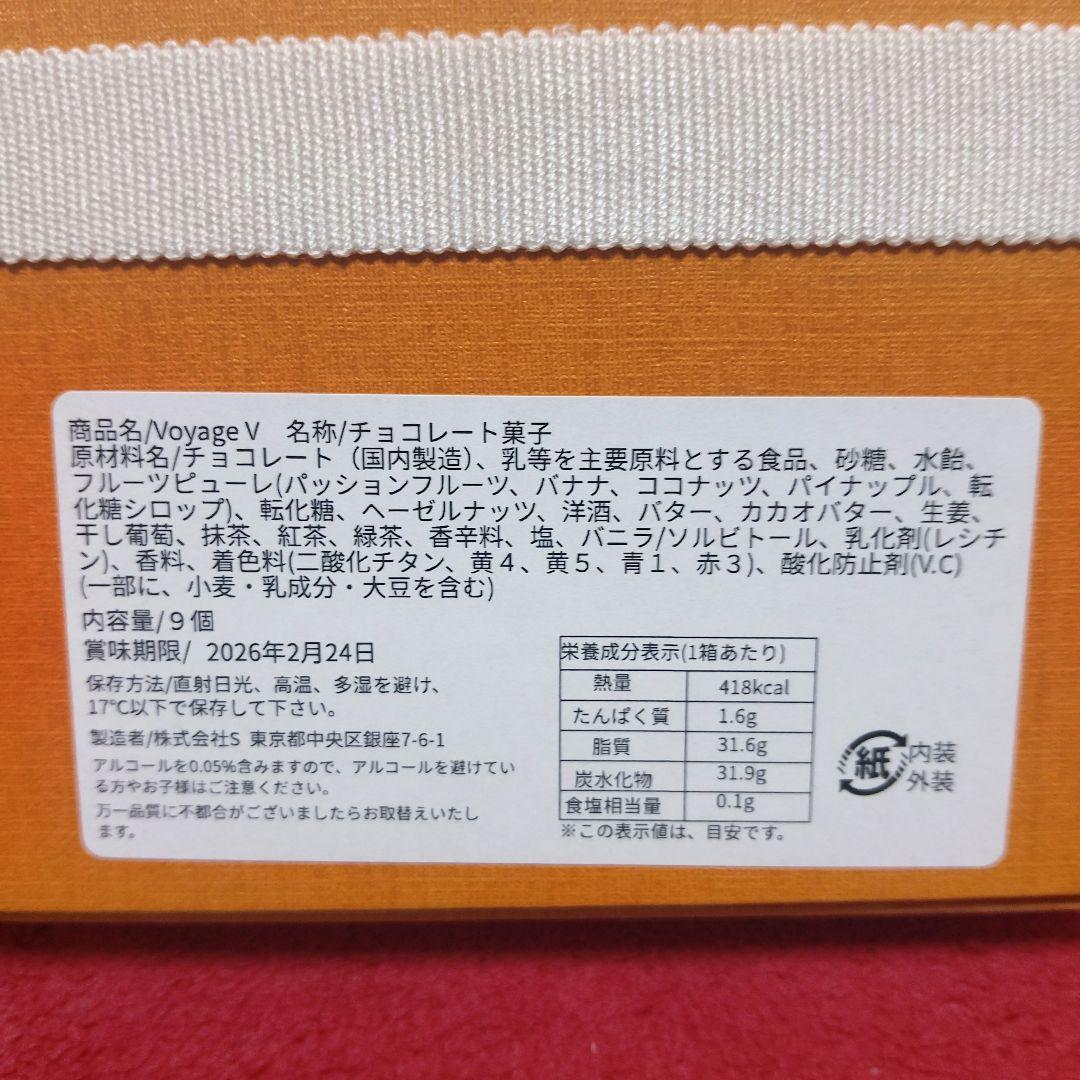 商品名/Voyage V　名称/チョコレート菓子
原材料名/チョコレート（国内製造）、乳等を主要原料とする食品、砂糖、水飴、
フルーツピューレ(パッションフルーツ、バナナ、ココナッツ、パイナップル、転
化糖シロップ)、転化糖、ヘーゼルナッツ、洋酒、バター、カカオバター、生姜、
干し葡萄、抹茶、紅茶、緑茶、香辛料、塩、バニラ/ソルビトール、乳化剤(レシチ
ン)、香料、着色料(二酸化チタン、黄４、黄５、青１、赤３)、酸化防止剤(V.C)
(一部に、小麦・乳成分・大豆を含む)
内容量/９個
賞味期限/ 2026年2月24日
保存方法/直射日光、高温、多湿を避け、
17℃以下で保存して下さい。
製造者/株式会社S 東京都中央区銀座7-6-1
アルコールを0.05%含みますので、アルコールを避けてい
る方やお子様はご注意ください。
万一品質に不都合がございましたらお取替えいたし
ます。
栄養成分表示(1箱あたり)
熱量 418kcal
たんぱく質 1.6g
脂質 31.6g
炭水化物 31.9g
食塩相当量 0.1g
※この表示値は、目安です。
紙 内装
外装